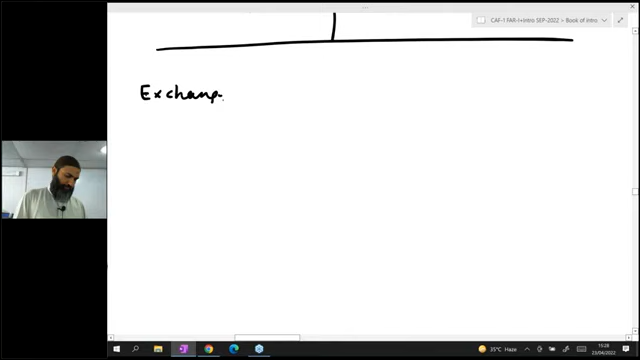 CAF-1 FAR-I+Intro SEP-2022 > Book of Intro
Exchang
35°C Haze
15:28
23/04/2022